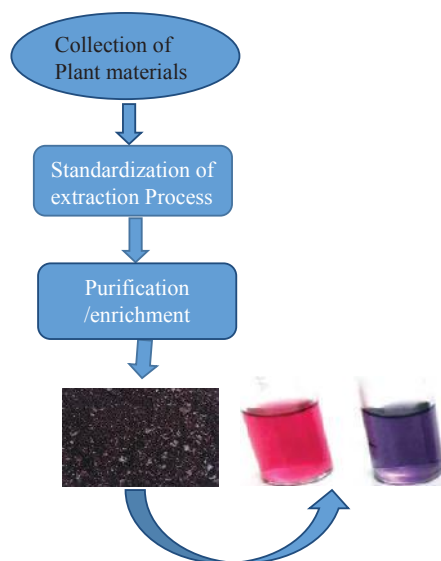 Collection of
Plant materials
Standardization of
extraction Process
Purification
/enrichment